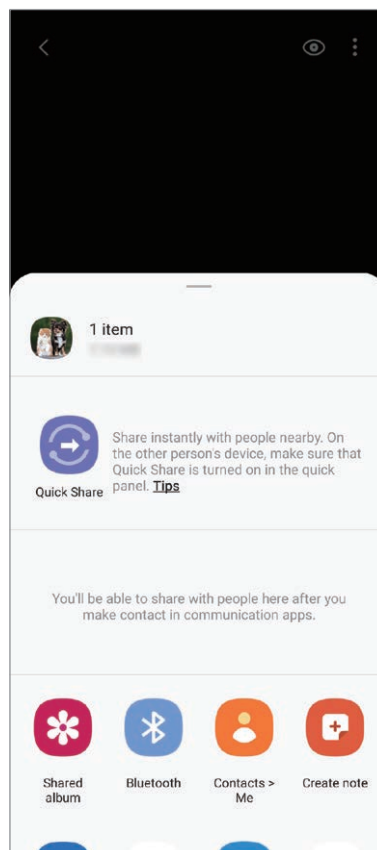 1 item
Share instantly with people nearby. On
the other person's device, make sure that
Quick Share is turned on in the quick
panel. Tips
Quick Share
You'll be able to share with people here after you
make contact in communication apps.
Shared
album
Bluetooth
Contacts >
Me
Create note